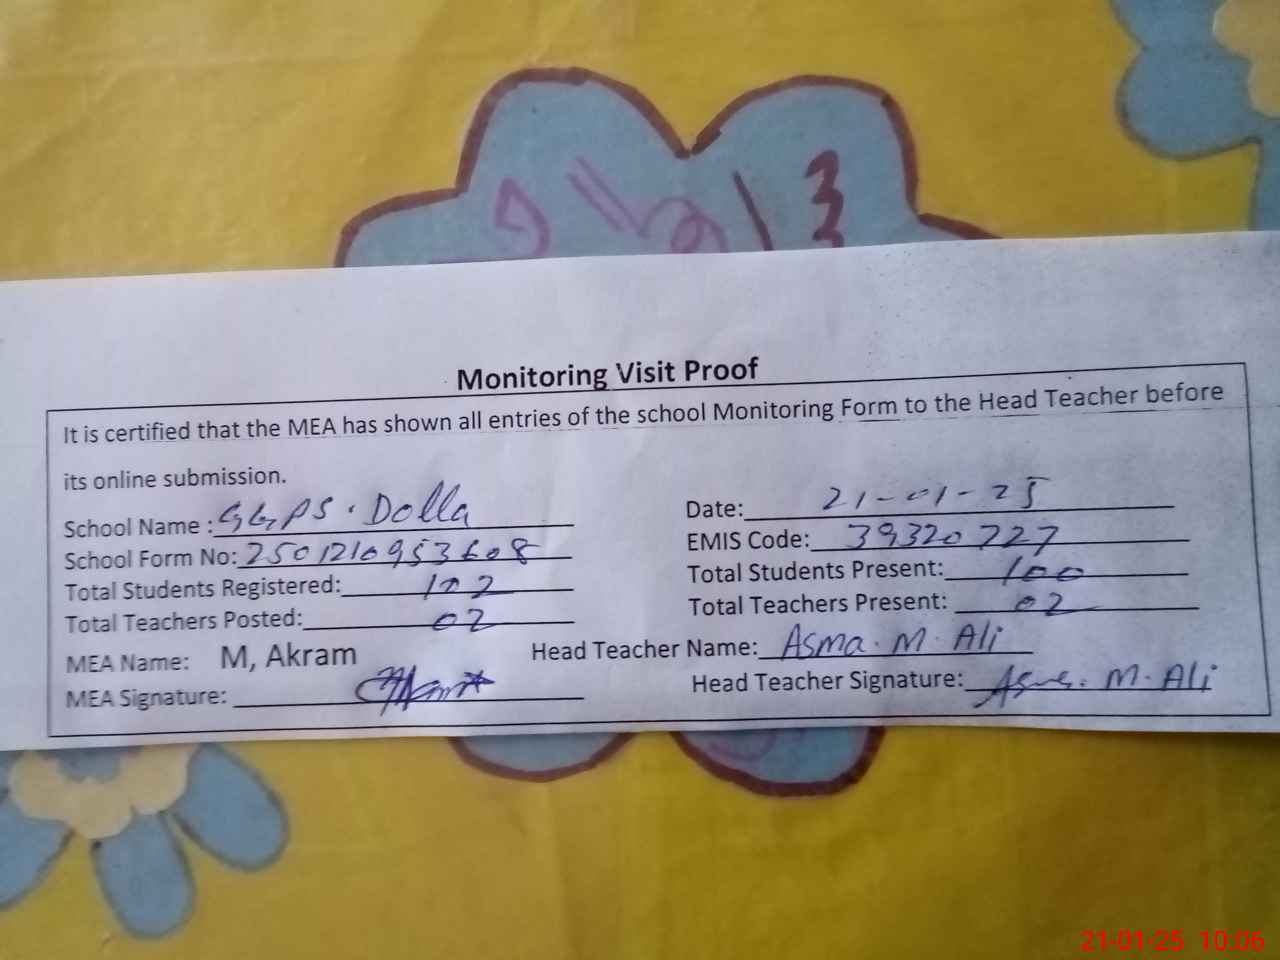 Monitoring Visit Proof
It is certified that the MEA has shown all entries of the school Monitoring Form to the Head Teacher before
its online submission.
School Name : GGPS. Dolla Date: 21-01-25
School Form No: 2501210953608 EMIS Code: 39320727
Total Students Registered: 102 Total Students Present: 100
Total Teachers Posted: 02 Total Teachers Present: 02
MEA Name: M, Akram Head Teacher Name: Asma. M. Ali
MEA Signature: Head Teacher Signature: Asma. M. Ali
21-01-25 10:06